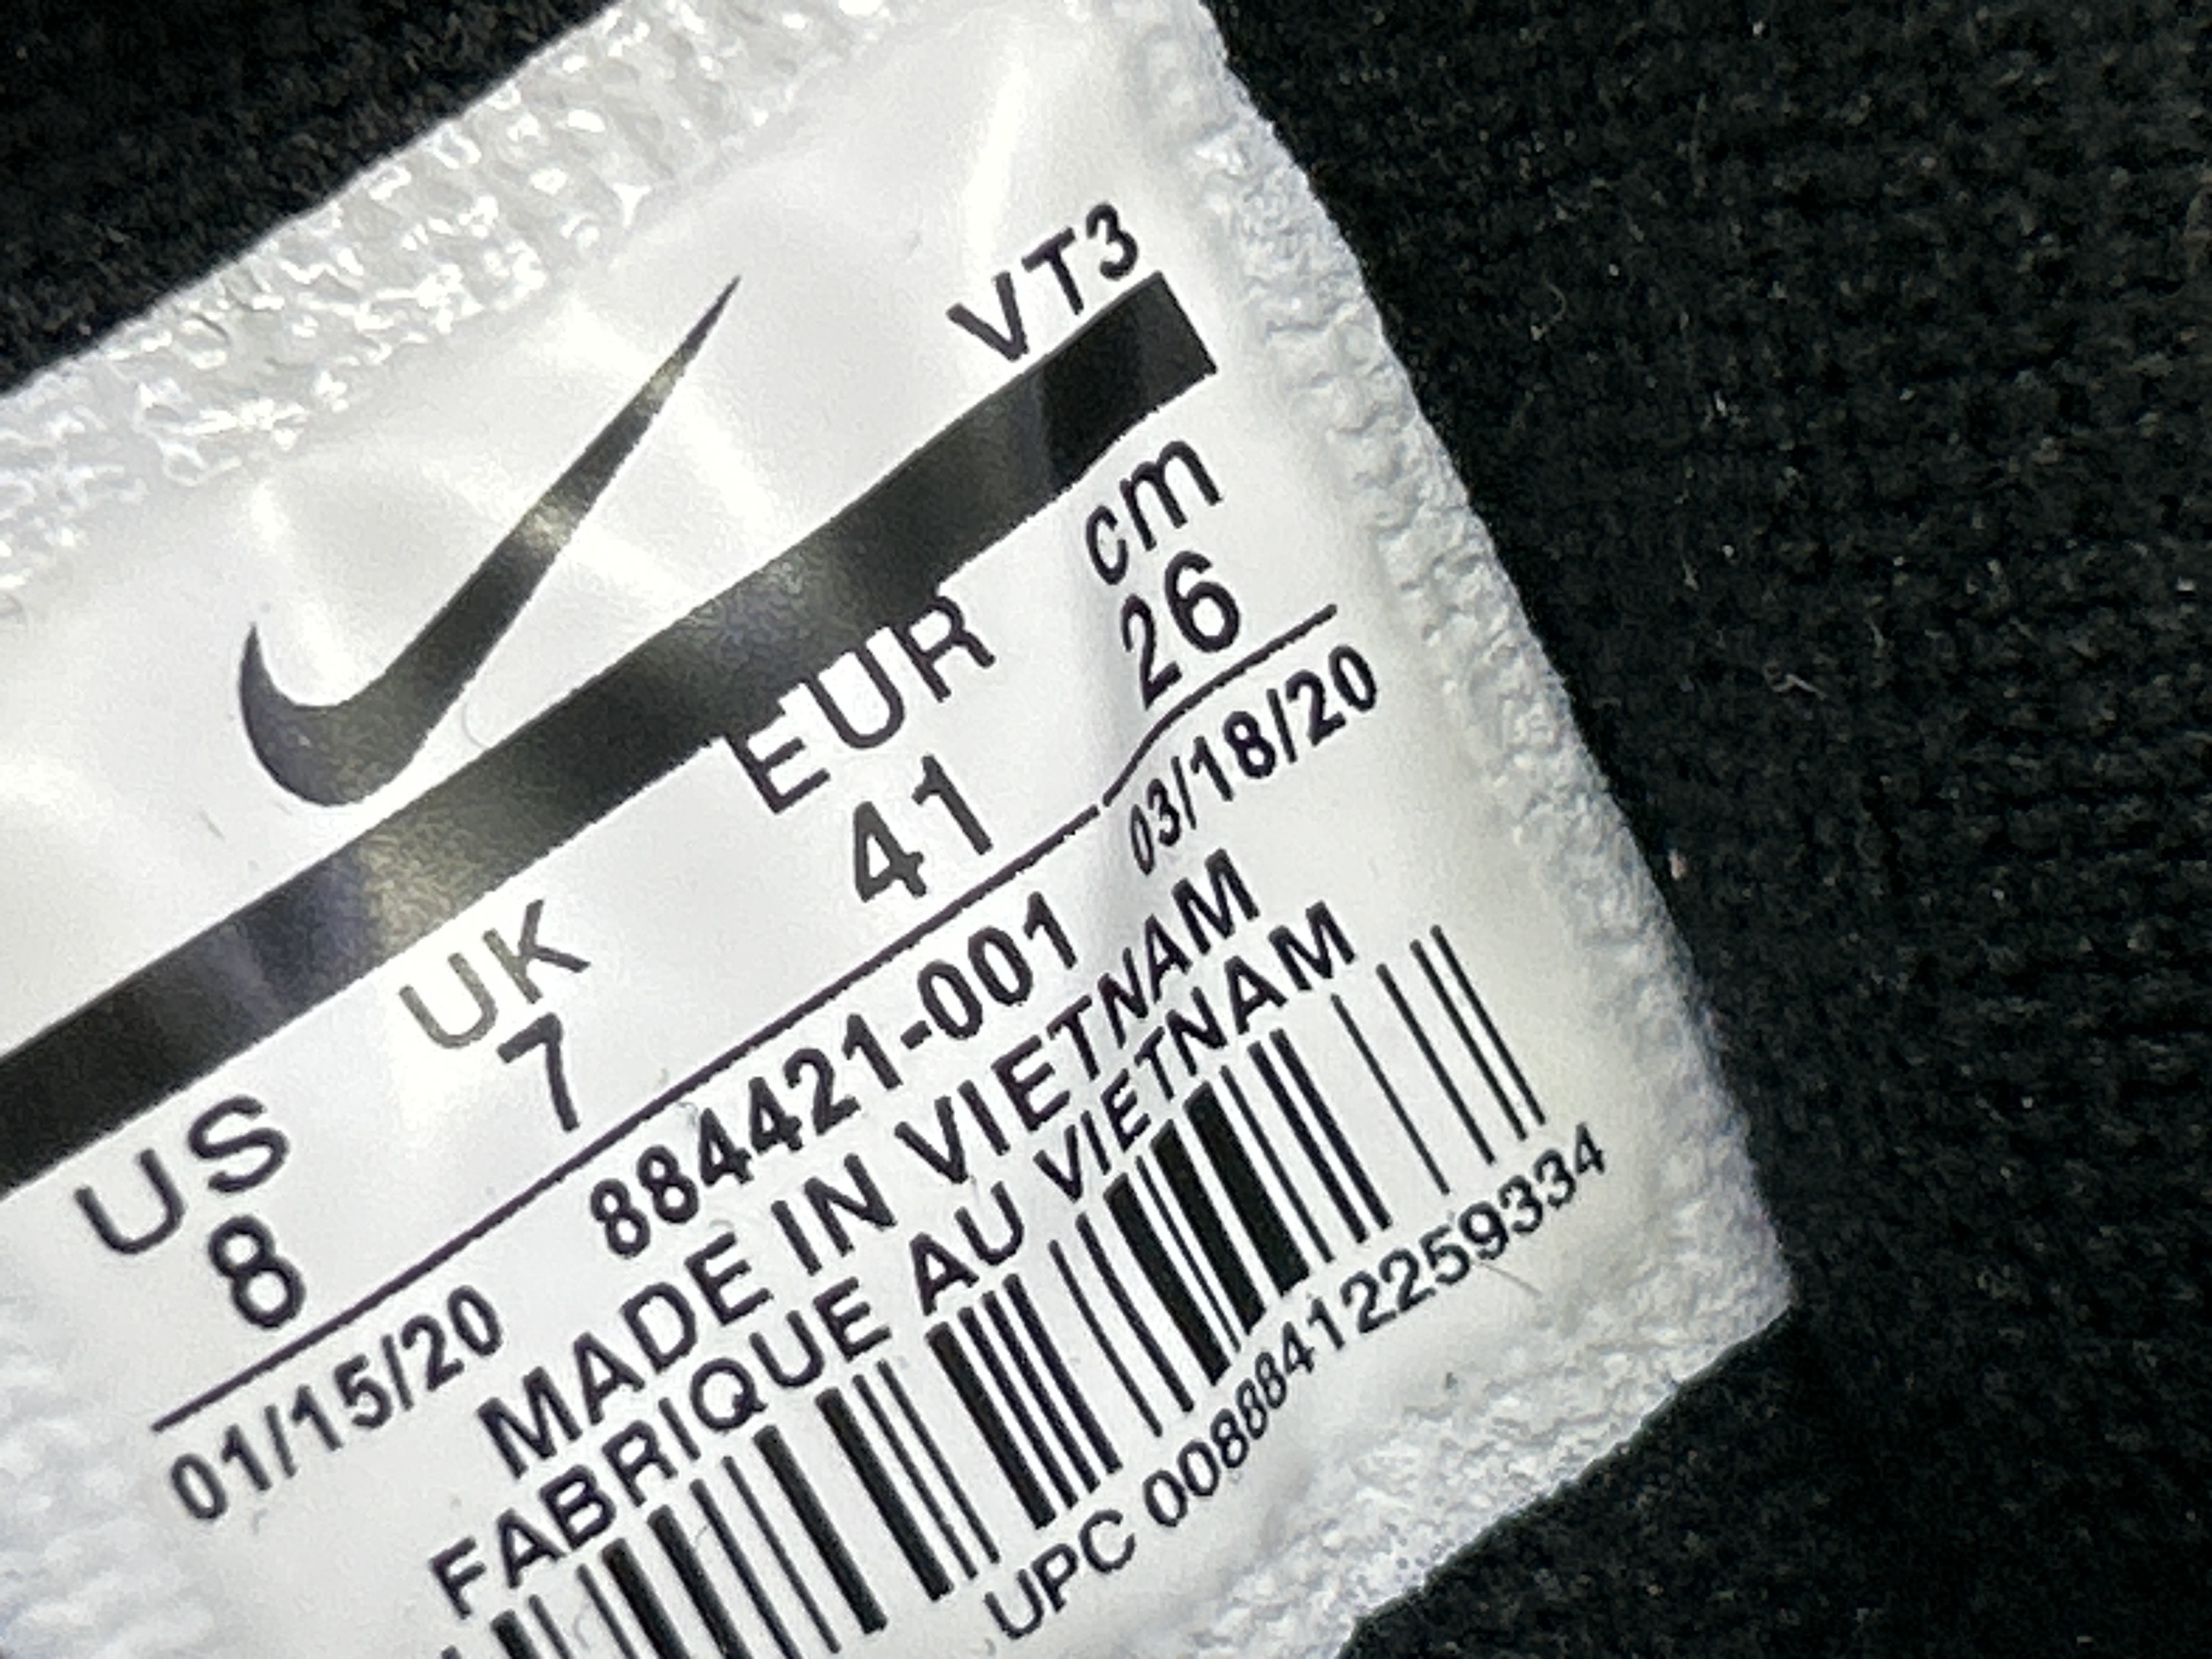 VT3
US UK EUR cm
8 7 41 26
01/15/20 884421-001 03/18/20
MADE IN VIETNAM
FABRIQUE AU VIETNAM
UPC 00888412259334